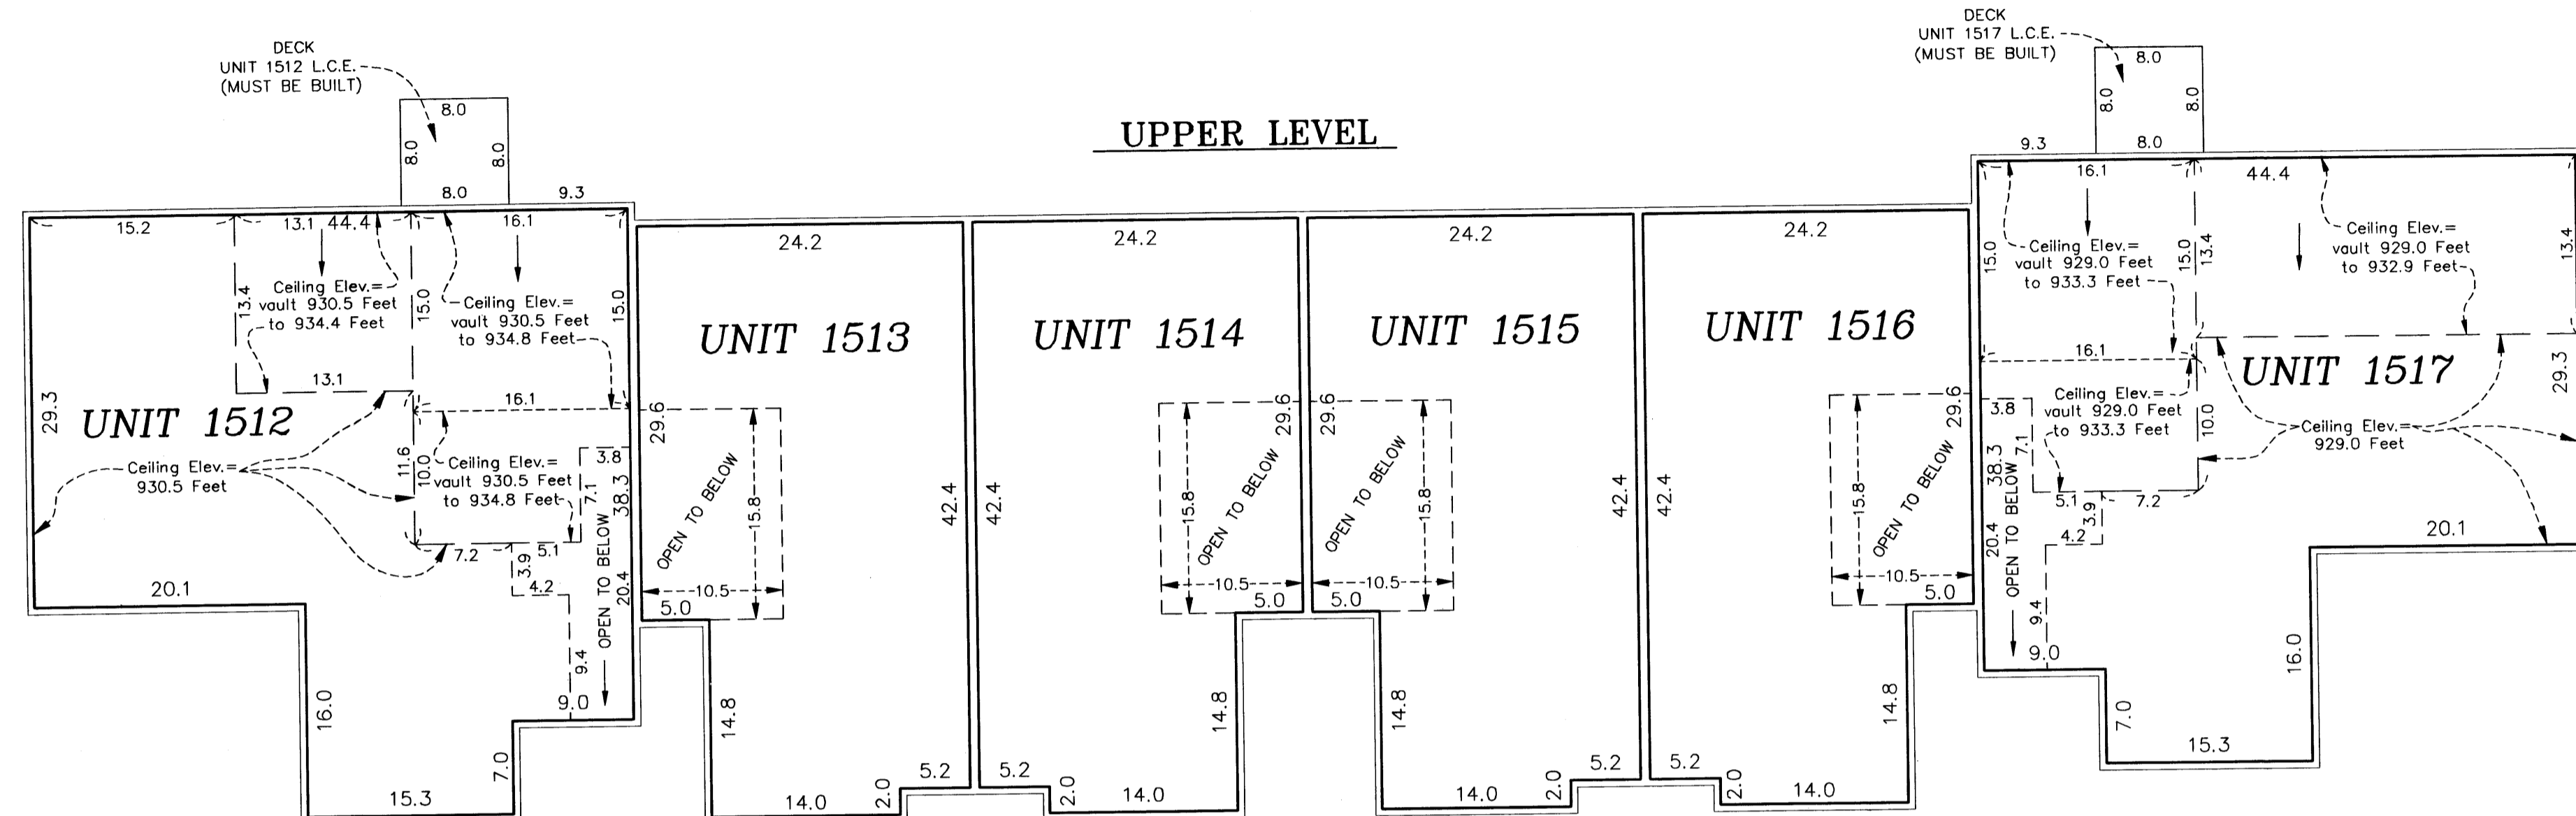 UPPER LEVEL
DECK
UNIT 1512 L.C.E.
(MUST BE BUILT)
8.0
8.0
8.0
8.0
9.3
15.2
13.1
44.4
16.1
13.4
Ceiling Elev.=
vault 930.5 Feet
to 934.4 Feet
15.0
Ceiling Elev.=
vault 930.5 Feet
to 934.8 Feet
15.0
13.1
16.1
29.3
UNIT 1512
Ceiling Elev.=
930.5 Feet
11.6
10.0
Ceiling Elev.=
vault 930.5 Feet
to 934.8 Feet
3.8
7.1
38.3
7.2
5.1
3.9
4.2
OPEN TO BELOW
20.4
9.4
9.0
20.1
16.0
7.0
15.3
24.2
UNIT 1513
29.6
OPEN TO BELOW
15.8
10.5
5.0
42.4
14.8
14.0
2.0
5.2
24.2
UNIT 1514
29.6
15.8
OPEN TO BELOW
10.5
5.0
42.4
14.8
5.2
2.0
14.0
24.2
UNIT 1515
29.6
OPEN TO BELOW
15.8
10.5
5.0
42.4
14.8
14.0
2.0
5.2
24.2
UNIT 1516
29.6
15.8
OPEN TO BELOW
10.5
5.0
42.4
14.8
5.2
2.0
14.0
DECK
UNIT 1517 L.C.E.
(MUST BE BUILT)
8.0
8.0
8.0
9.3
8.0
16.1
44.4
15.0
Ceiling Elev.=
vault 929.0 Feet
to 933.3 Feet
15.0
13.4
Ceiling Elev.=
vault 929.0 Feet
to 932.9 Feet
13.4
16.1
UNIT 1517
29.3
Ceiling Elev.=
vault 929.0 Feet
to 933.3 Feet
10.0
Ceiling Elev.=
929.0 Feet
3.8
7.1
38.3
5.1
7.2
3.9
4.2
20.4
OPEN TO BELOW
9.4
9.0
20.1
16.0
7.0
15.3